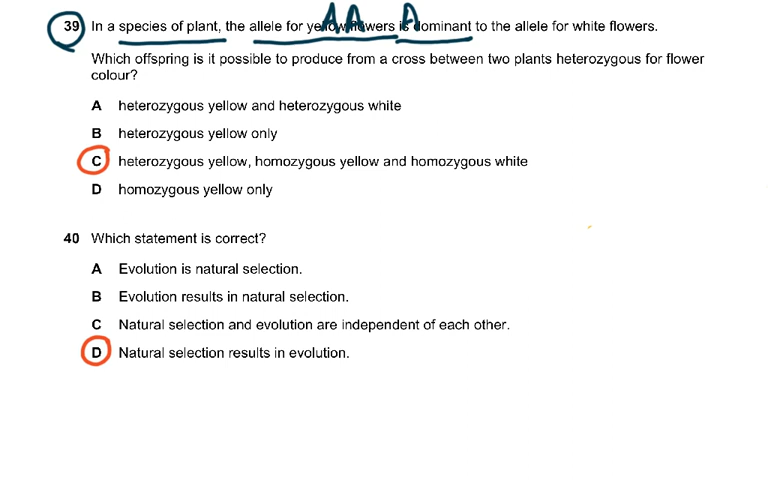 AA A
39 In a species of plant, the allele for yellow flowers is dominant to the allele for white flowers.
Which offspring is it possible to produce from a cross between two plants heterozygous for flower
colour?
A heterozygous yellow and heterozygous white
B heterozygous yellow only
C heterozygous yellow, homozygous yellow and homozygous white
D homozygous yellow only
40 Which statement is correct?
A Evolution is natural selection.
B Evolution results in natural selection.
C Natural selection and evolution are independent of each other.
D Natural selection results in evolution.